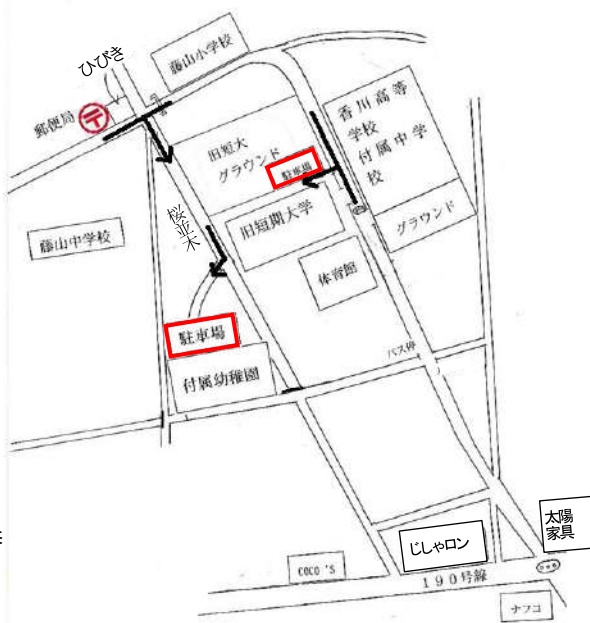 ひびき
藤山小学校
郵便局
〒
旧短大
グラウンド
駐車場
香川高等
学校
付属中学
校
グラウンド
桜並木
旧短期大学
藤山中学校
体育館
駐車場
付属幼稚園
バス停
じしゃロン
太陽
家具
COCO'S
190号線
ナフコ